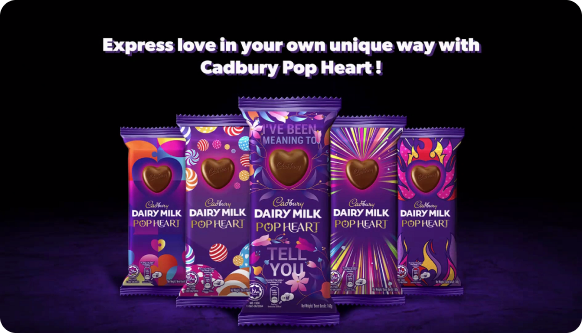 Express love in your own unique way with
Cadbury Pop Heart !
Cadbury
DAIRY MILK
POP HEART
Cadbury
DAIRY MILK
POP HEART
I'VE BEEN
MEANING TO
Cadbury
DAIRY MILK
POP HEART
TELL
YOU
Cadbury
DAIRY MILK
POP HEART
Cadbury
DAIRY MILK
POP HEART